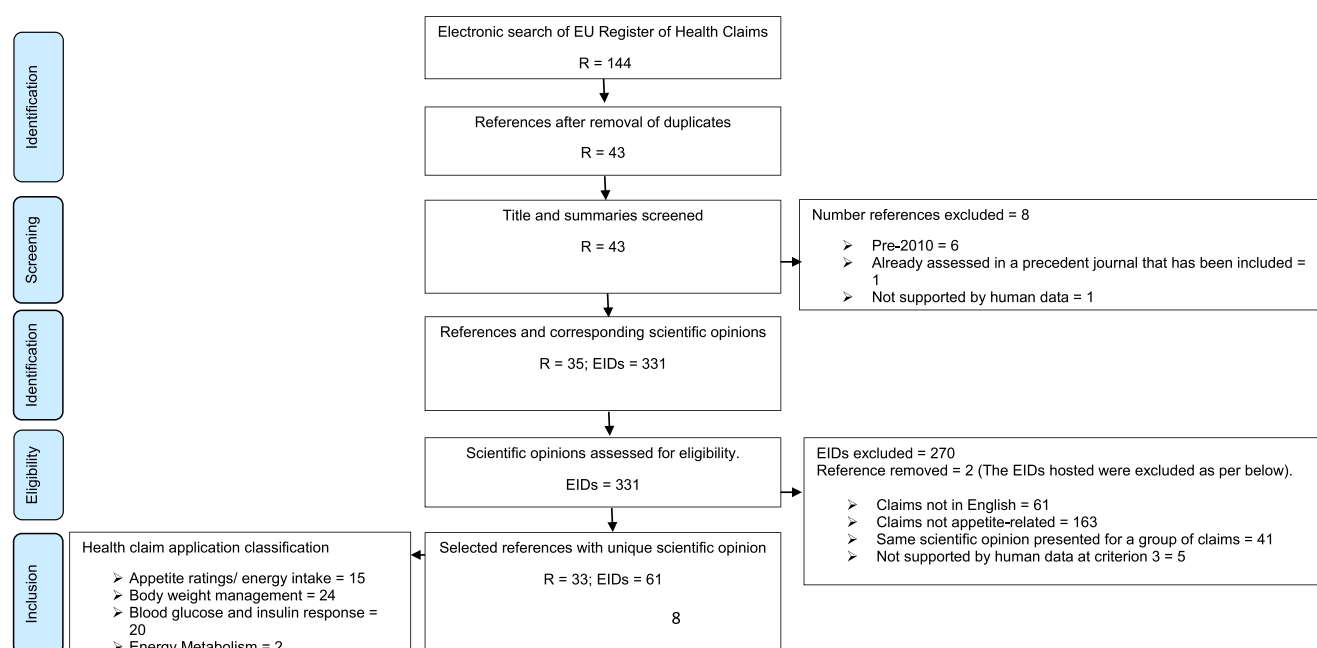 Identification
Electronic search of EU Register of Health Claims
R = 144
References after removal of duplicates
R = 43
Screening
Title and summaries screened
R = 43
Number references excluded = 8
➢ Pre-2010 = 6
➢ Already assessed in a precedent journal that has been included =
1
➢ Not supported by human data = 1
Identification
References and corresponding scientific opinions
R = 35; EIDs = 331
Eligibility
Scientific opinions assessed for eligibility.
EIDs = 331
EIDs excluded = 270
Reference removed = 2 (The EIDs hosted were excluded as per below).
➢ Claims not in English = 61
➢ Claims not appetite-related = 163
➢ Same scientific opinion presented for a group of claims = 41
➢ Not supported by human data at criterion 3 = 5
Inclusion
Health claim application classification
➢ Appetite ratings/ energy intake = 15
➢ Body weight management = 24
➢ Blood glucose and insulin response =
20
➢ Energy Metabolism = 2
Selected references with unique scientific opinion
R = 33; EIDs = 61
8